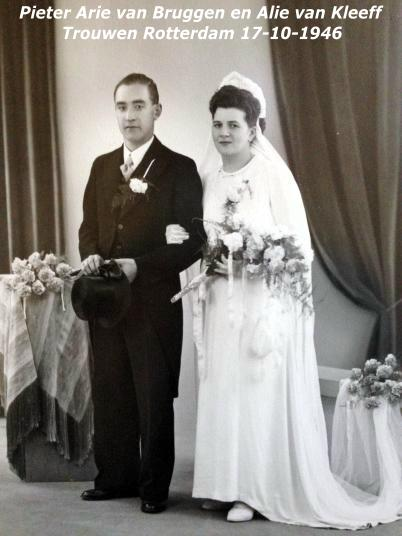 Pieter Arie van Bruggen en Alie van Kleeff
Trouwen Rotterdam 17-10-1946